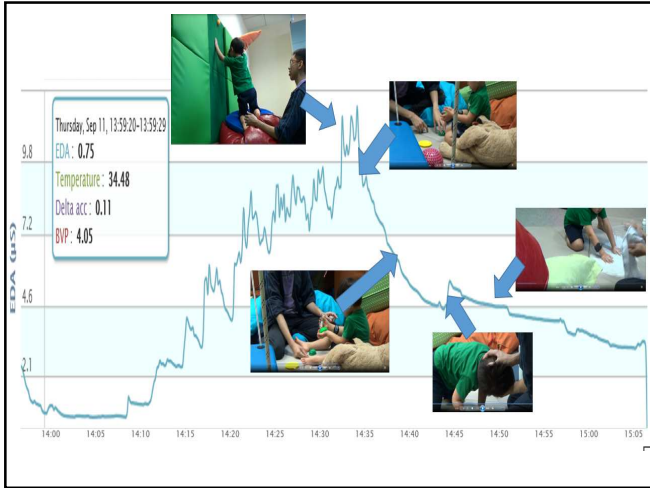 Thursday, Sep 11, 13:59:20-13:59:29
EDA : 0.75
Temperature : 34.48
Delta acc : 0.11
BVP : 4.05
EDA (µS)
9.8
7.2
4.6
2.1
14:00 14:05 14:10 14:15 14:20 14:25 14:30 14:35 14:40 14:45 14:50 14:55 15:00 15:05